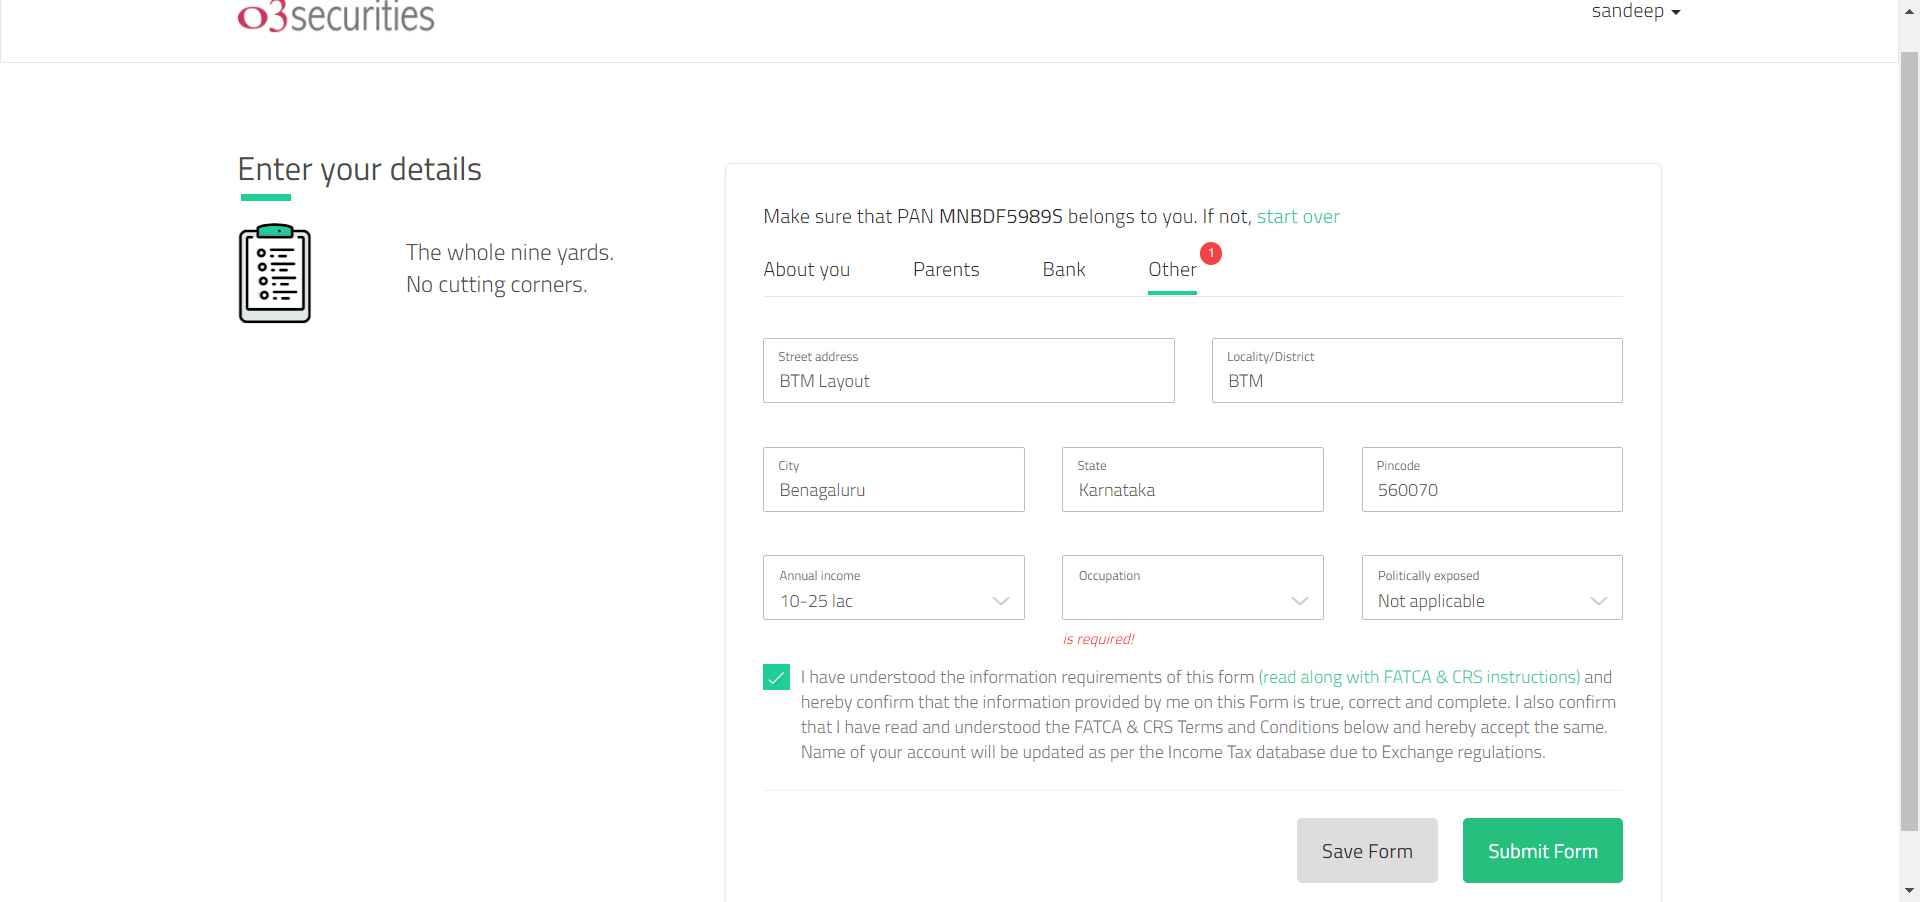 o3securities
sandeep
Enter your details
The whole nine yards.
No cutting corners.
Make sure that PAN MNBDF5989S belongs to you. If not, start over
About you Parents Bank Other 1
Street address Locality/District
BTM Layout BTM
City State Pincode
Benagaluru Karnataka 560070
Annual income Occupation Politically exposed
10-25 lac Not applicable
is required!
I have understood the information requirements of this form (read along with FATCA & CRS instructions) and
hereby confirm that the information provided by me on this Form is true, correct and complete. I also confirm
that I have read and understood the FATCA & CRS Terms and Conditions below and hereby accept the same.
Name of your account will be updated as per the Income Tax database due to Exchange regulations.
Save Form Submit Form